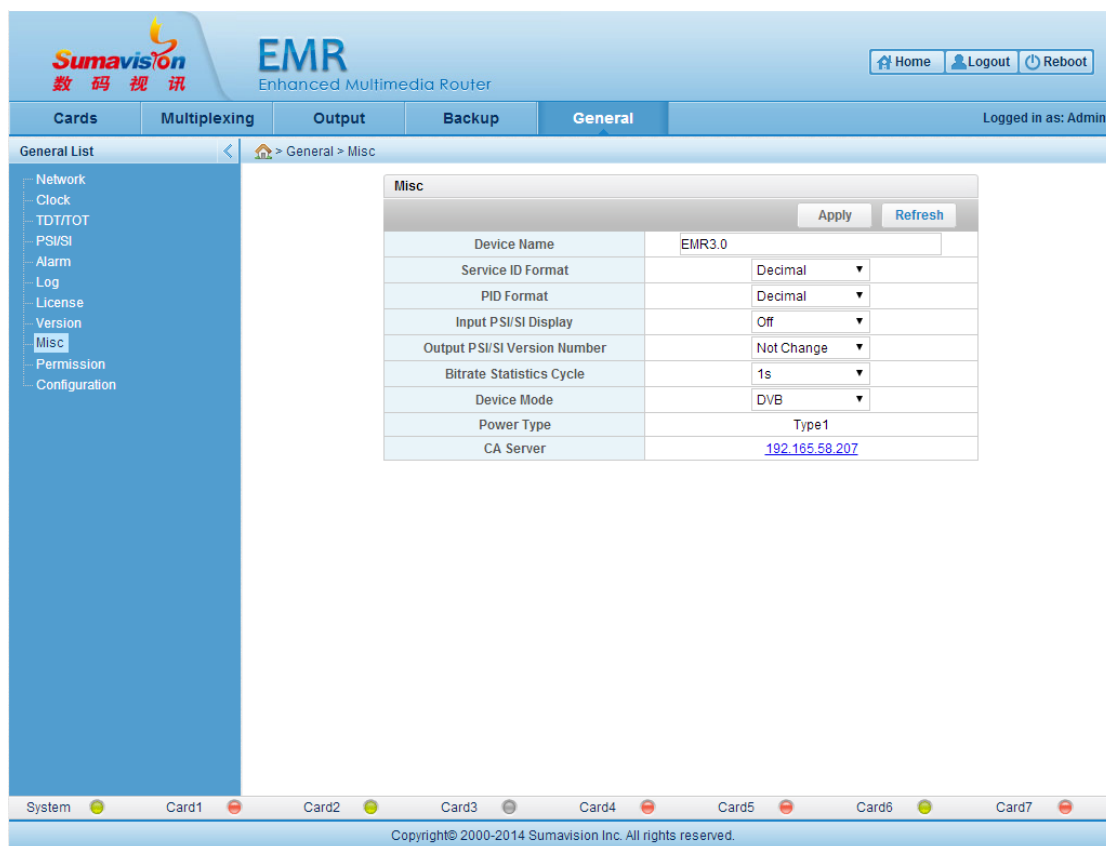 Sumavision
数 码 视 讯
EMR
Enhanced Multimedia Router
Home Logout Reboot
Cards Multiplexing Output Backup General Logged in as: Admin
General List
> General > Misc
Network
Clock
TDT/TOT
PSI/SI
Alarm
Log
License
Version
Misc
Permission
Configuration
Misc
Apply Refresh
Device Name EMR3.0
Service ID Format Decimal
PID Format Decimal
Input PSI/SI Display Off
Output PSI/SI Version Number Not Change
Bitrate Statistics Cycle 1s
Device Mode DVB
Power Type Type1
CA Server 192.165.58.207
System Card1 Card2 Card3 Card4 Card5 Card6 Card7
Copyright© 2000-2014 Sumavision Inc. All rights reserved.